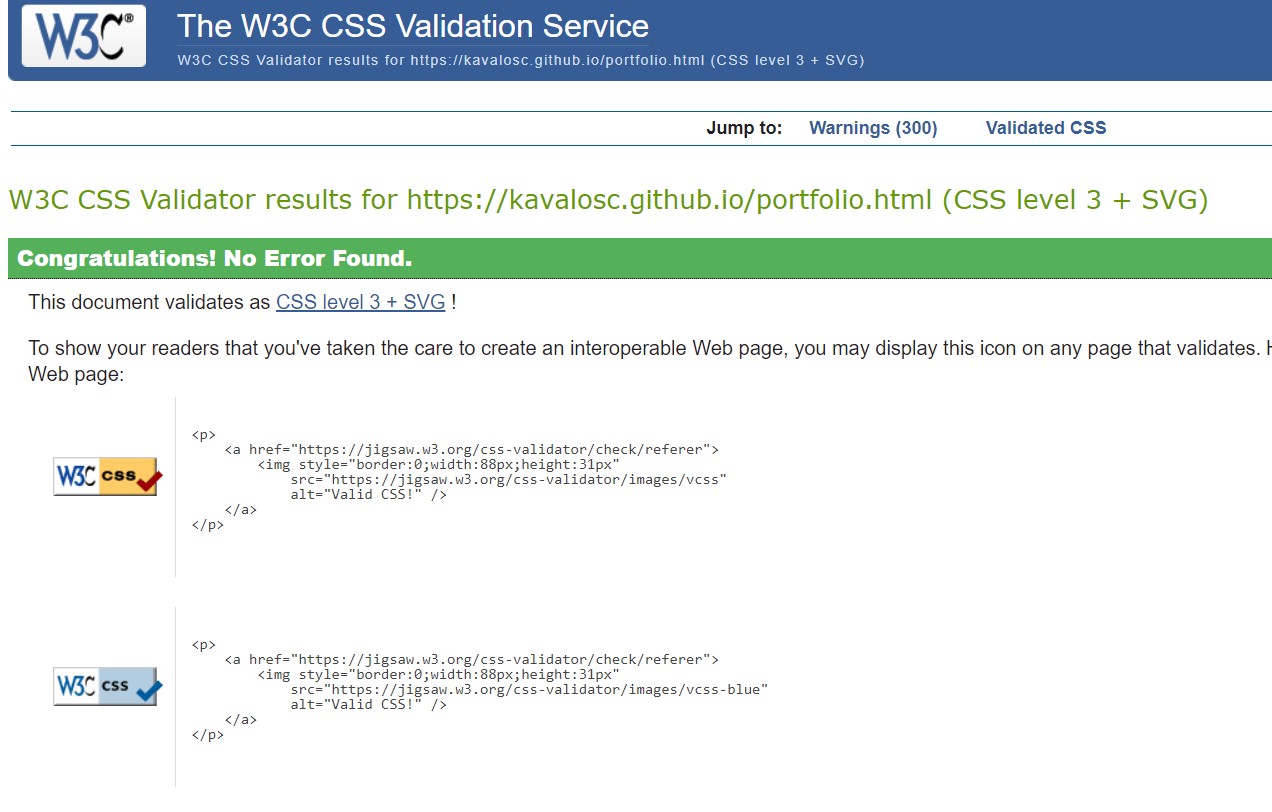 W3C®
The W3C CSS Validation Service
W3C CSS Validator results for https://kavalosc.github.io/portfolio.html (CSS level 3 + SVG)
Jump to: Warnings (300) Validated CSS
W3C CSS Validator results for https://kavalosc.github.io/portfolio.html (CSS level 3 + SVG)
Congratulations! No Error Found.
This document validates as CSS level 3 + SVG !
To show your readers that you've taken the care to create an interoperable Web page, you may display this icon on any page that validates.
Web page:
W3C css
<p>
<a href="https://jigsaw.w3.org/css-validator/check/referer">
<img style="border:0;width:88px;height:31px"
src="https://jigsaw.w3.org/css-validator/images/vcss"
alt="Valid CSS!" />
</a>
</p>
W3C css
<p>
<a href="https://jigsaw.w3.org/css-validator/check/referer">
<img style="border:0;width:88px;height:31px"
src="https://jigsaw.w3.org/css-validator/images/vcss-blue"
alt="Valid CSS!" />
</a>
</p>